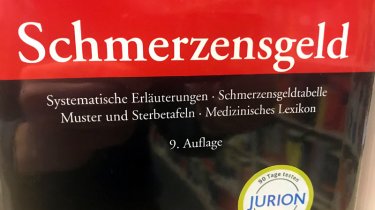 Schmerzensgeld
Systematische Erläuterungen · Schmerzensgeldtabelle
Muster und Sterbetafeln · Medizinisches Lexikon
9. Auflage
90 Tage testen
JURION